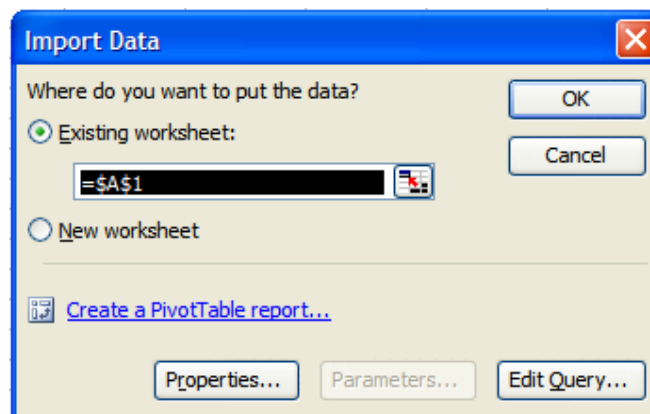 Import Data
Where do you want to put the data?
OK
Existing worksheet:
Cancel
=$A$1
New worksheet
Create a PivotTable report...
Properties... Parameters... Edit Query...